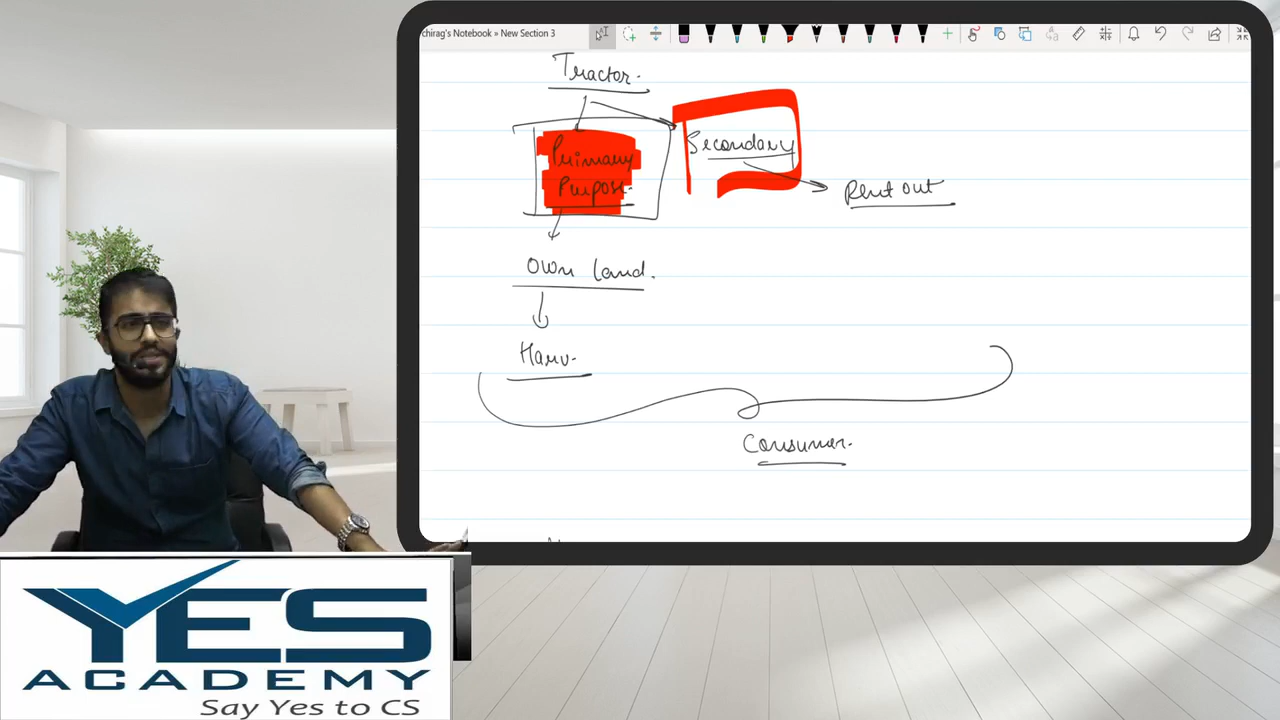 chirag's Notebook » New Section 3
Tractor.
Primary
Purpose.
Secondary
Rent out
Own Land.
Harv.
Consumer.
YES
ACADEMY
Say Yes to CS